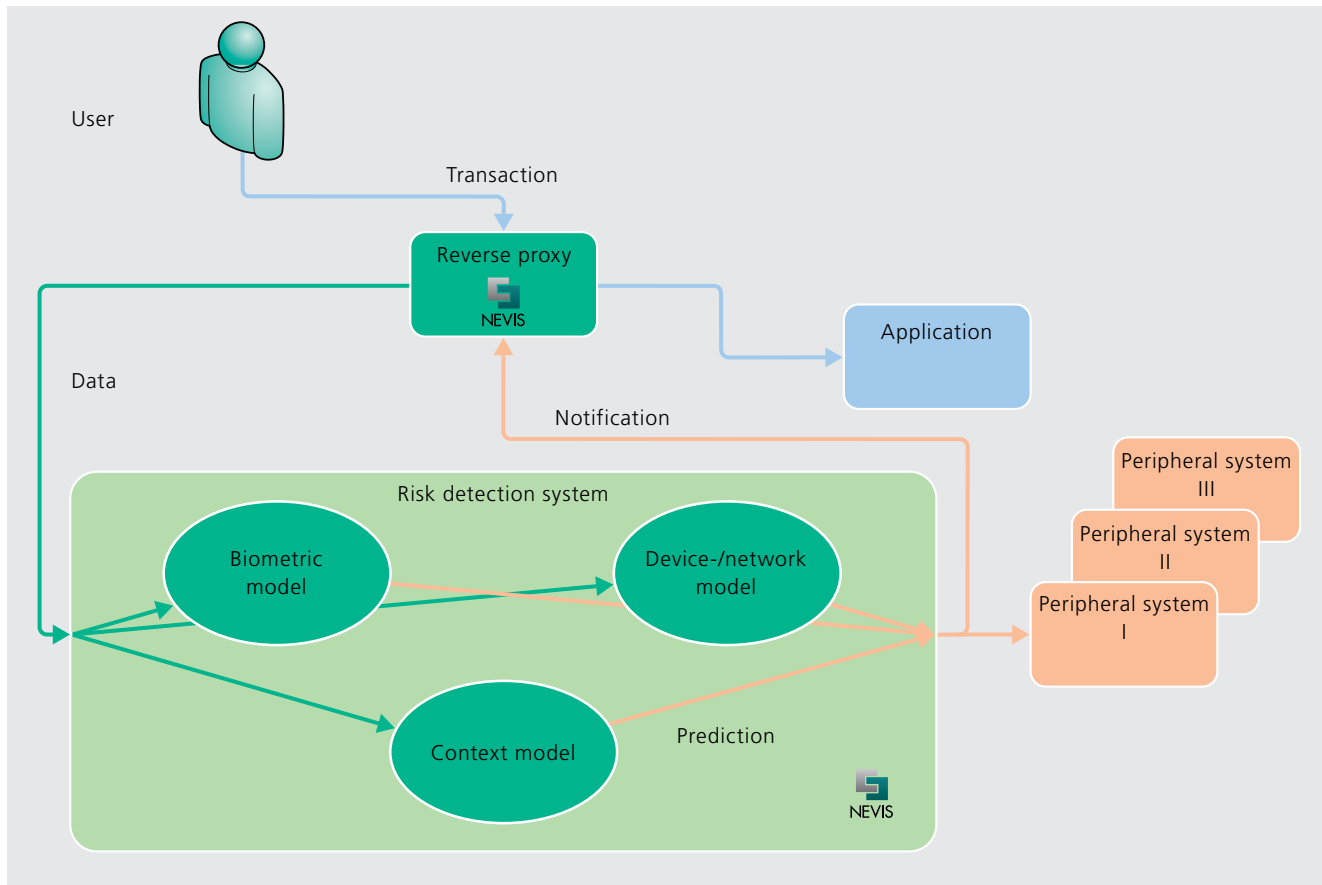 User
Transaction
Reverse proxy
NEVIS
Application
Data
Notification
Peripheral system
III
Peripheral system
II
Peripheral system
I
Risk detection system
Biometric
model
Device-/network
model
Context model
Prediction
NEVIS